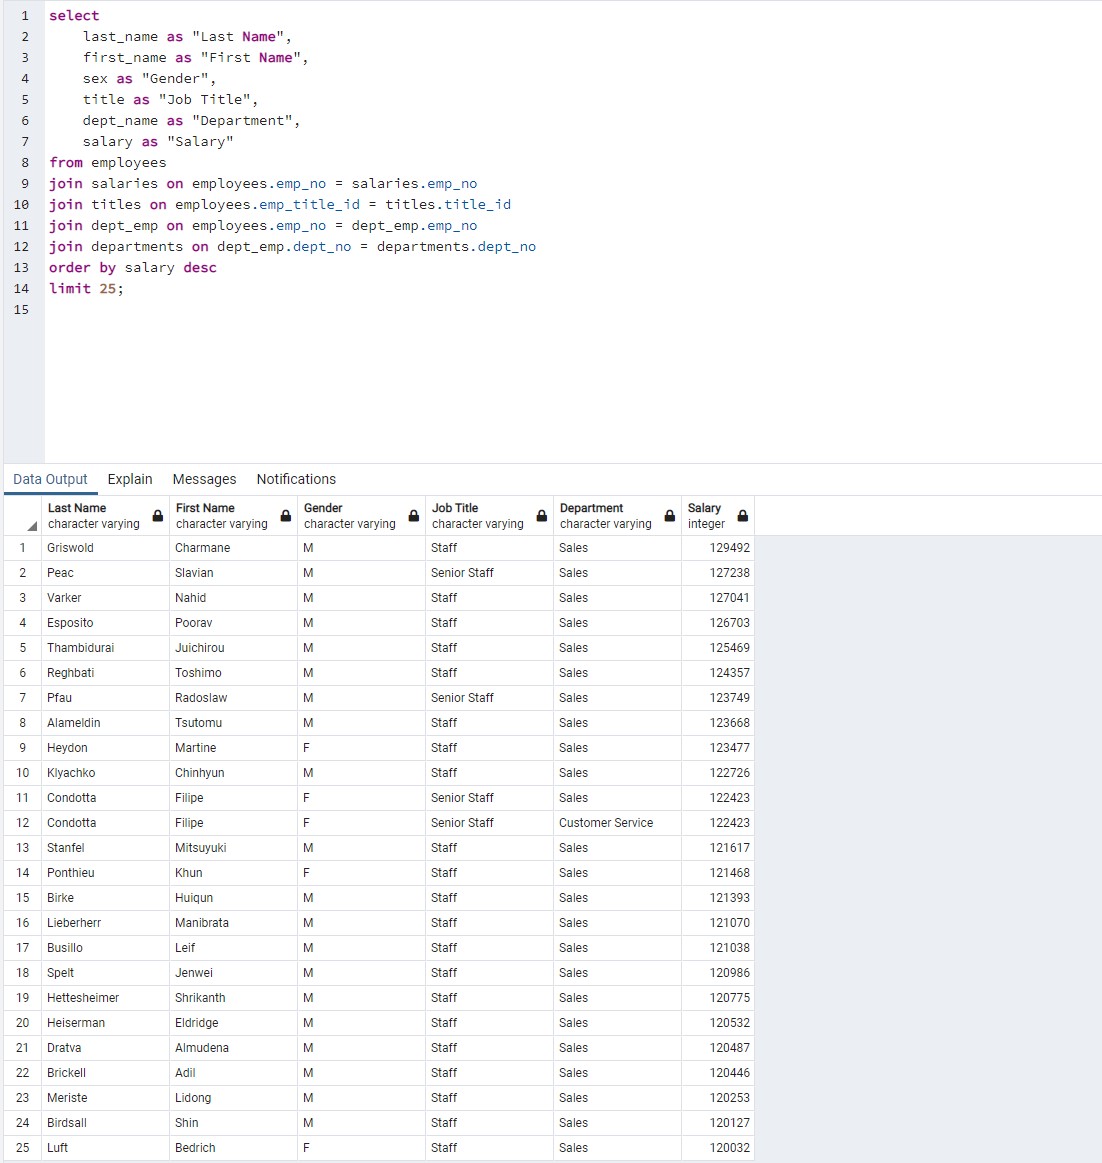 1 select
2 last_name as "Last Name",
3 first_name as "First Name",
4 sex as "Gender",
5 title as "Job Title",
6 dept_name as "Department",
7 salary as "Salary"
8 from employees
9 join salaries on employees.emp_no = salaries.emp_no
10 join titles on employees.emp_title_id = titles.title_id
11 join dept_emp on employees.emp_no = dept_emp.emp_no
12 join departments on dept_emp.dept_no = departments.dept_no
13 order by salary desc
14 limit 25;
15
Data Output Explain Messages Notifications
Last Name First Name Gender Job Title Department Salary
character varying character varying character varying character varying character varying integer
1 Griswold Charmane M Staff Sales 129492
2 Peac Slavian M Senior Staff Sales 127238
3 Varker Nahid M Staff Sales 127041
4 Esposito Poorav M Staff Sales 126703
5 Thambidurai Juichirou M Staff Sales 125469
6 Reghbati Toshimo M Staff Sales 124357
7 Pfau Radoslaw M Senior Staff Sales 123749
8 Alameldin Tsutomu M Staff Sales 123668
9 Heydon Martine F Staff Sales 123477
10 Klyachko Chinhyun M Staff Sales 122726
11 Condotta Filipe F Senior Staff Sales 122423
12 Condotta Filipe F Senior Staff Customer Service 122423
13 Stanfel Mitsuyuki M Staff Sales 121617
14 Ponthieu Khun F Staff Sales 121468
15 Birke Huiqun M Staff Sales 121393
16 Lieberherr Manibrata M Staff Sales 121070
17 Busillo Leif M Staff Sales 121038
18 Spelt Jenwei M Staff Sales 120986
19 Hettesheimer Shrikanth M Staff Sales 120775
20 Heiserman Eldridge M Staff Sales 120532
21 Dratva Almudena M Staff Sales 120487
22 Brickell Adil M Staff Sales 120446
23 Meriste Lidong M Staff Sales 120253
24 Birdsall Shin M Staff Sales 120127
25 Luft Bedrich F Staff Sales 120032